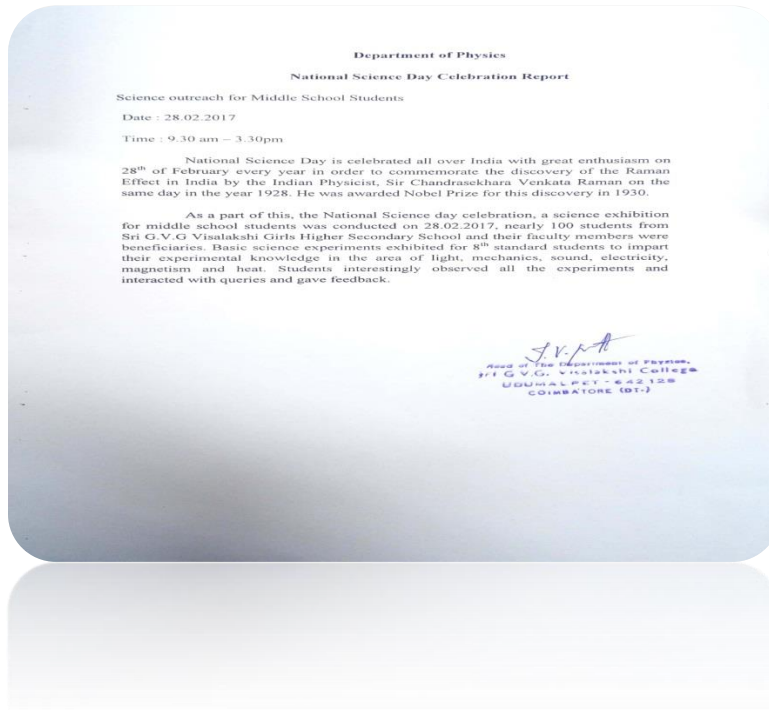 Department of Physics
National Science Day Celebration Report
Science outreach for Middle School Students
Date : 28.02.2017
Time : 9.30 am – 3.30pm
National Science Day is celebrated all over India with great enthusiasm on
28th of February every year in order to commemorate the discovery of the Raman
Effect in India by the Indian Physicist, Sir Chandrasekhara Venkata Raman on the
same day in the year 1928. He was awarded Nobel Prize for this discovery in 1930.
As a part of this, the National Science day celebration, a science exhibition
for middle school students was conducted on 28.02.2017, nearly 100 students from
Sri G.V.G Visalakshi Girls Higher Secondary School and their faculty members were
beneficiaries. Basic science experiments exhibited for 8th standard students to impart
their experimental knowledge in the area of light, mechanics, sound, electricity,
magnetism and heat. Students interestingly observed all the experiments and
interacted with queries and gave feedback.
Head of The Department of Physics,
Sri G.V.G. Visalakshi College
UDUMALPET - 642 128
COIMBATORE (DT.)